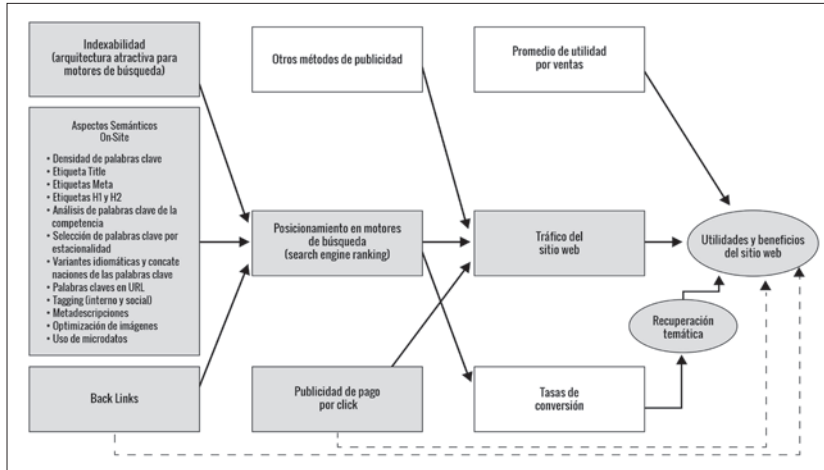 Indexabilidad
(arquitectura atractiva para
motores de búsqueda)
Otros métodos de publicidad
Promedio de utilidad
por ventas
Aspectos Semánticos
On-Site
• Densidad de palabras clave
• Etiqueta Title
• Etiquetas Meta
• Etiquetas H1 y H2
• Análisis de palabras clave de la
competencia
• Selección de palabras clave por
estacionalidad
• Variantes idiomáticas y concate
naciones de las palabras clave
• Palabras claves en URL
• Tagging (interno y social)
• Metadescripciones
• Optimización de imágenes
• Uso de microdatos
Posicionamiento en motores
de búsqueda
(search engine ranking)
Tráfico del
sitio web
Utilidades y beneficios
del sitio web
Recuperación
temática
Back Links
Publicidad de pago
por click
Tasas de
conversión